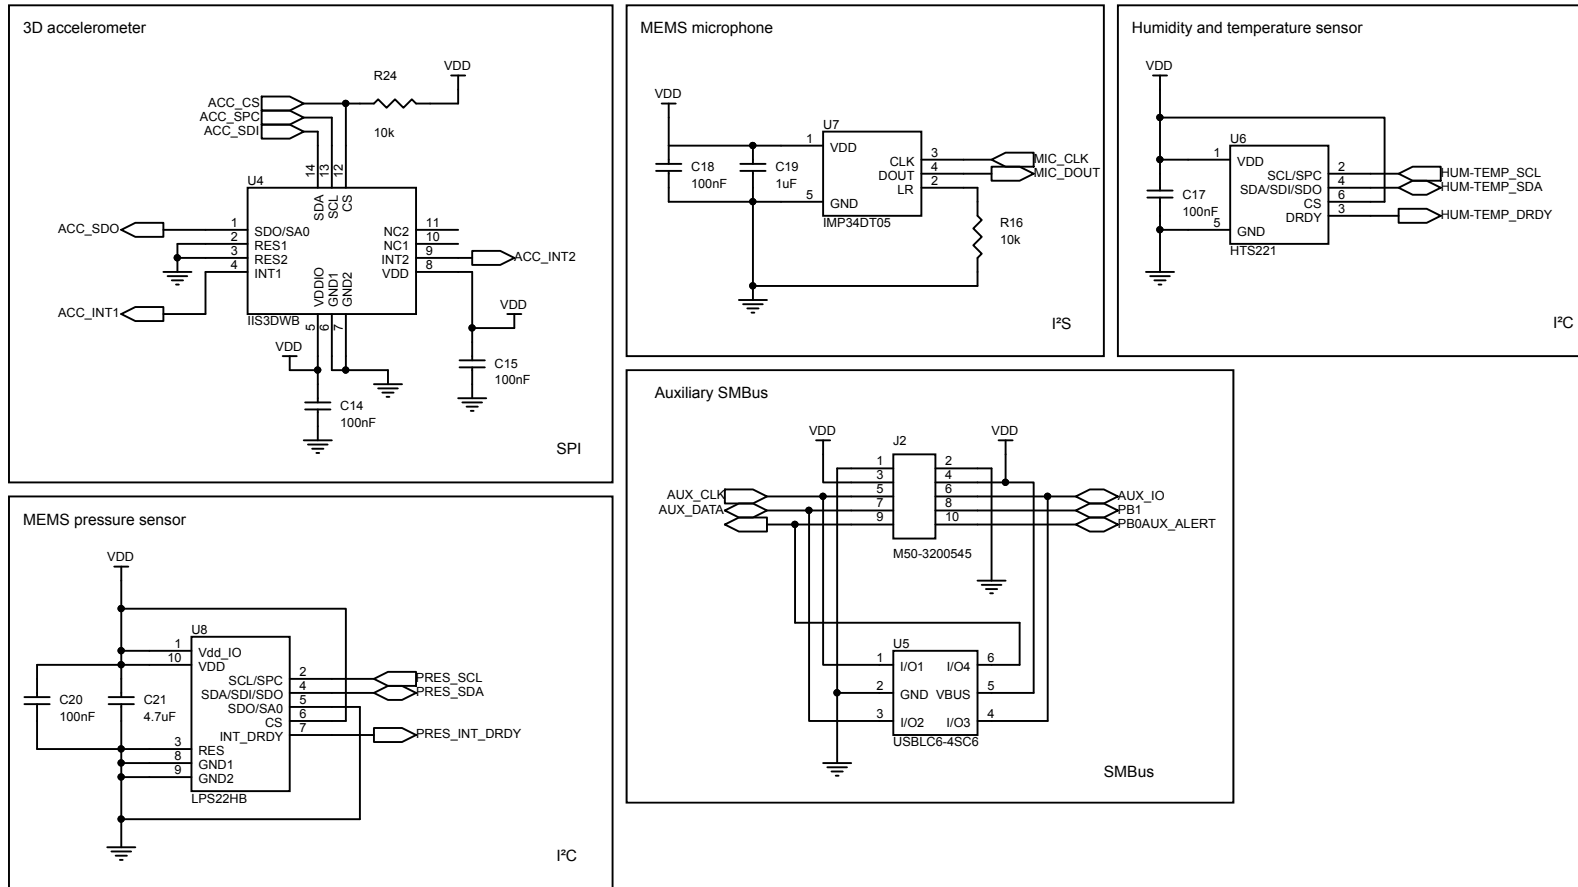 3D accelerometer
VDD
R24
10k
ACC_CS
ACC_SPC
ACC_SDI
14
13
12
U4
SDA
SCL
CS
ACC_SDO
1
SDO/SA0
2
RES1
3
RES2
4
INT1
ACC_INT1
NC2
11
NC1
10
INT2
9
ACC_INT2
VDD
8
VDDIO
GND1
GND2
IIS3DWB
5
6
7
VDD
VDD
C15
100nF
C14
100nF
SPI
MEMS microphone
VDD
U7
1
VDD
C18
100nF
C19
1uF
CLK
3
MIC_CLK
DOUT
4
MIC_DOUT
LR
2
5
GND
IMP34DT05
R16
10k
I²S
Humidity and temperature sensor
VDD
U6
1
VDD
SCL/SPC
2
HUM-TEMP_SCL
SDA/SDI/SDO
4
HUM-TEMP_SDA
CS
6
DRDY
3
HUM-TEMP_DRDY
C17
100nF
5
GND
HTS221
I²C
Auxiliary SMBus
VDD
VDD
J2
1
2
3
4
5
6
7
8
9
10
AUX_CLK
AUX_DATA
AUX_IO
PB1
PB0AUX_ALERT
M50-3200545
U5
1
I/O1
I/O4
6
2
GND
VBUS
5
3
I/O2
I/O3
4
USBLC6-4SC6
SMBus
MEMS pressure sensor
VDD
U8
1
Vdd_IO
10
VDD
SCL/SPC
2
PRES_SCL
SDA/SDI/SDO
4
PRES_SDA
SDO/SA0
5
CS
6
INT_DRDY
7
PRES_INT_DRDY
C20
100nF
C21
4.7uF
3
RES
8
GND1
9
GND2
LPS22HB
I²C